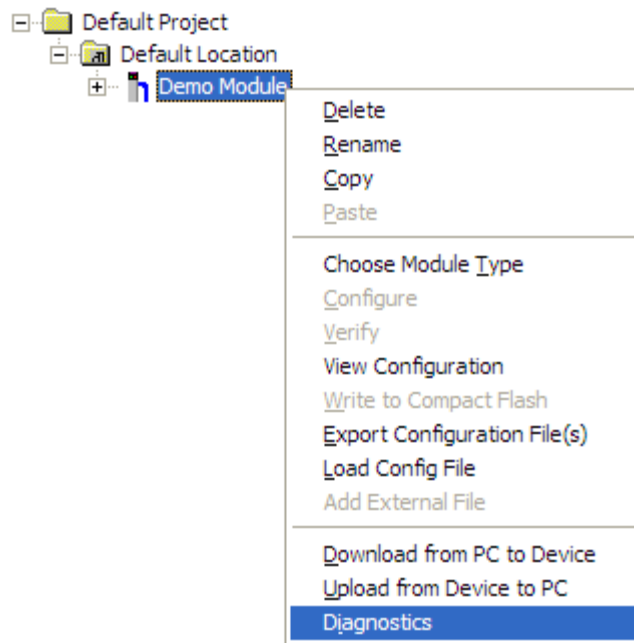 Default Project
Default Location
Demo Module
Delete
Rename
Copy
Paste
Choose Module Type
Configure
Verify
View Configuration
Write to Compact Flash
Export Configuration File(s)
Load Config File
Add External File
Download from PC to Device
Upload from Device to PC
Diagnostics